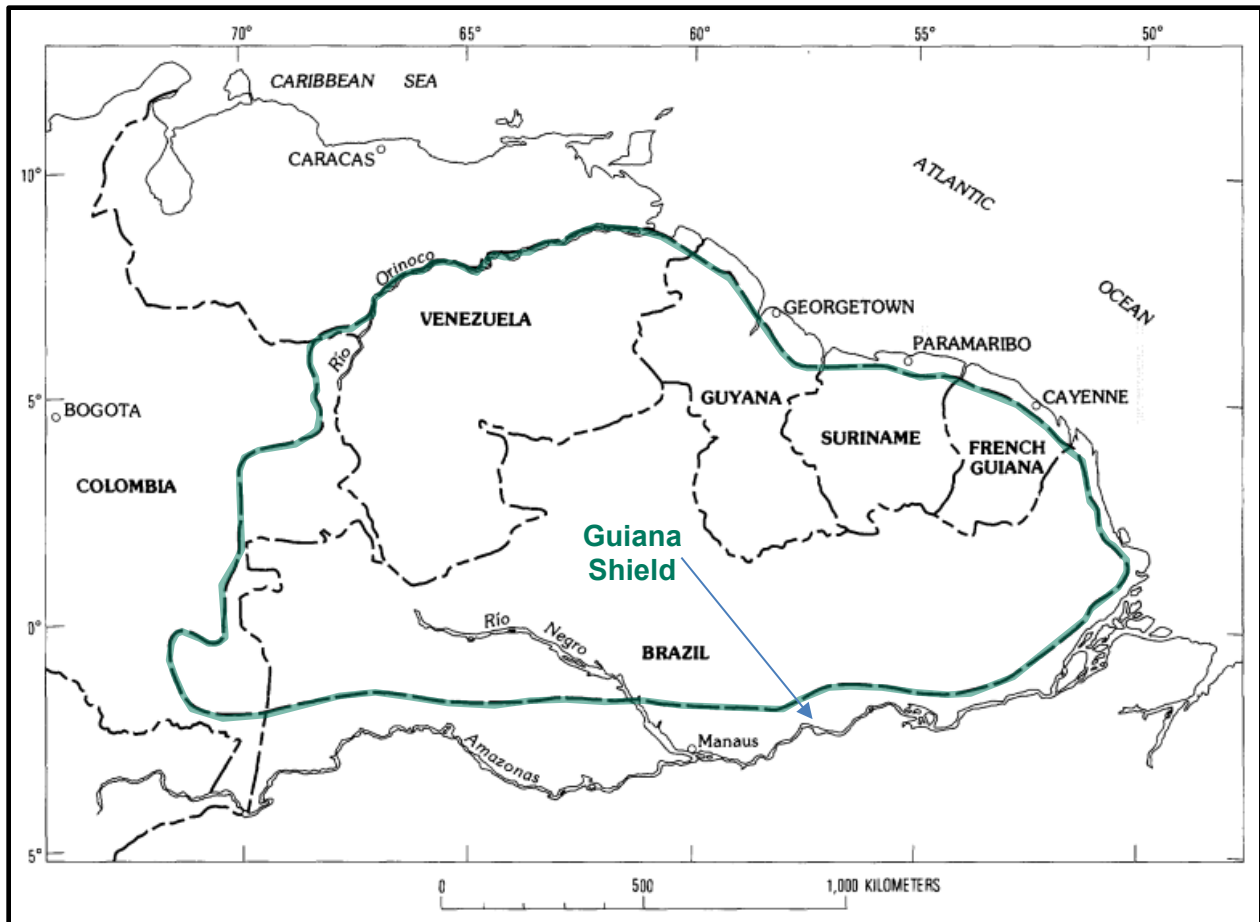 70°
65°
60°
55°
50°
CARIBBEAN SEA
CARACAS
10°
ATLANTIC
OCEAN
Orinoco
VENEZUELA
GEORGETOWN
PARAMARIBO
Río
CAYENNE
5°
BOGOTA
GUYANA
SURINAME
FRENCH
GUIANA
COLOMBIA
Guiana
Shield
0°
Río
Negro
BRAZIL
Manaus
Amazonas
5°
0
500
1,000 KILOMETERS